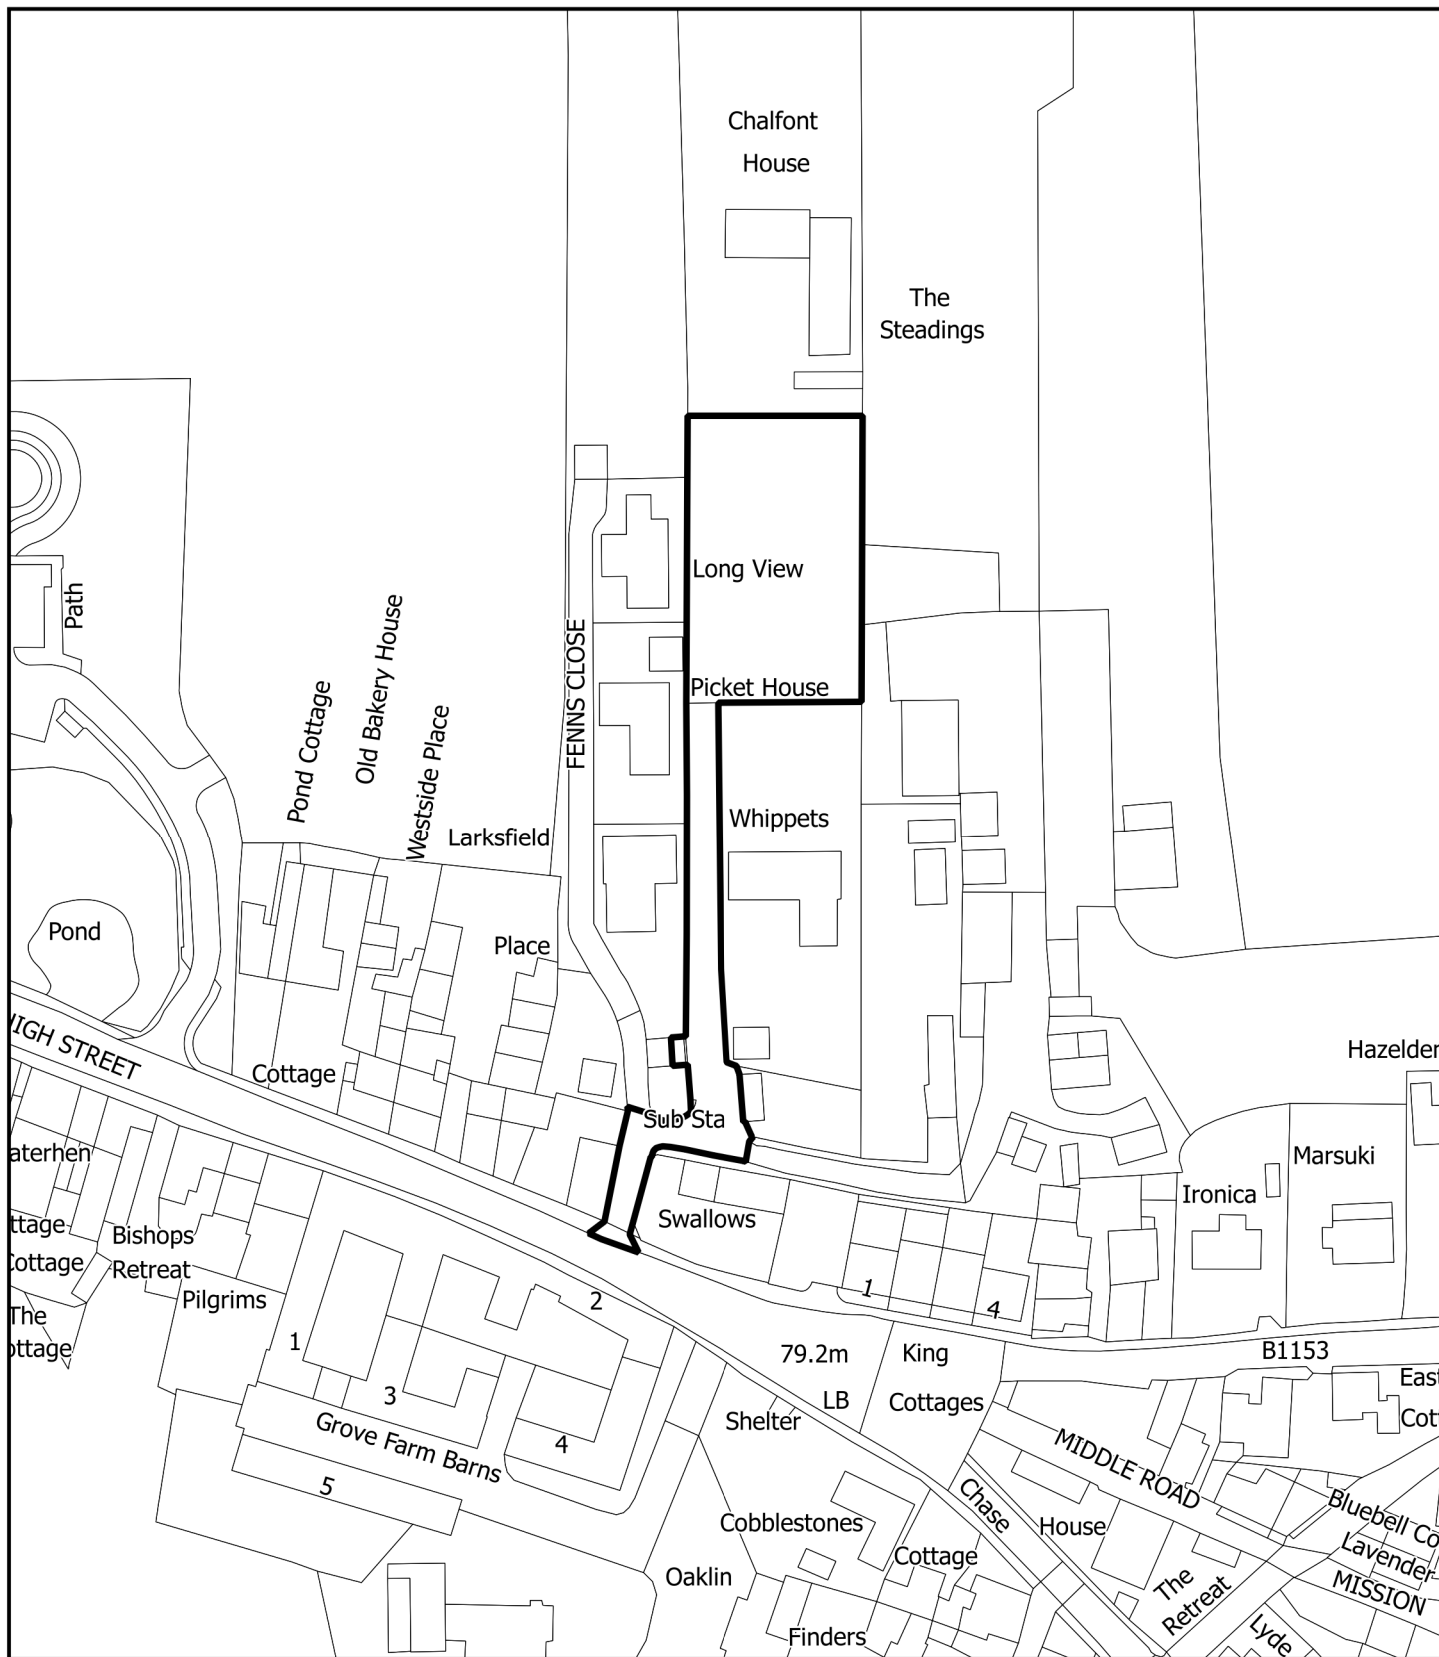 Chalfont
House
The
Steadings
Long View
Path
FENNS CLOSE
Old Bakery House
Pond Cottage
Westside Place
Picket House
Larksfield
Whippets
Pond
Place
HIGH STREET
Cottage
Sub Sta
Hazelder
aterhen
Marsuki
Ironica
ttage
Cottage
Bishops
Retreat
Swallows
Pilgrims
The
ottage
1
2
3
4
5
Grove Farm Barns
1
4
79.2m
LB
King
Cottages
B1153
East
Cott
Shelter
MIDDLE ROAD
Chase
House
Cobblestones
Cottage
Oaklin
Finders
The
Retreat
Bluebell Co
Lavender
MISSION
Lyde